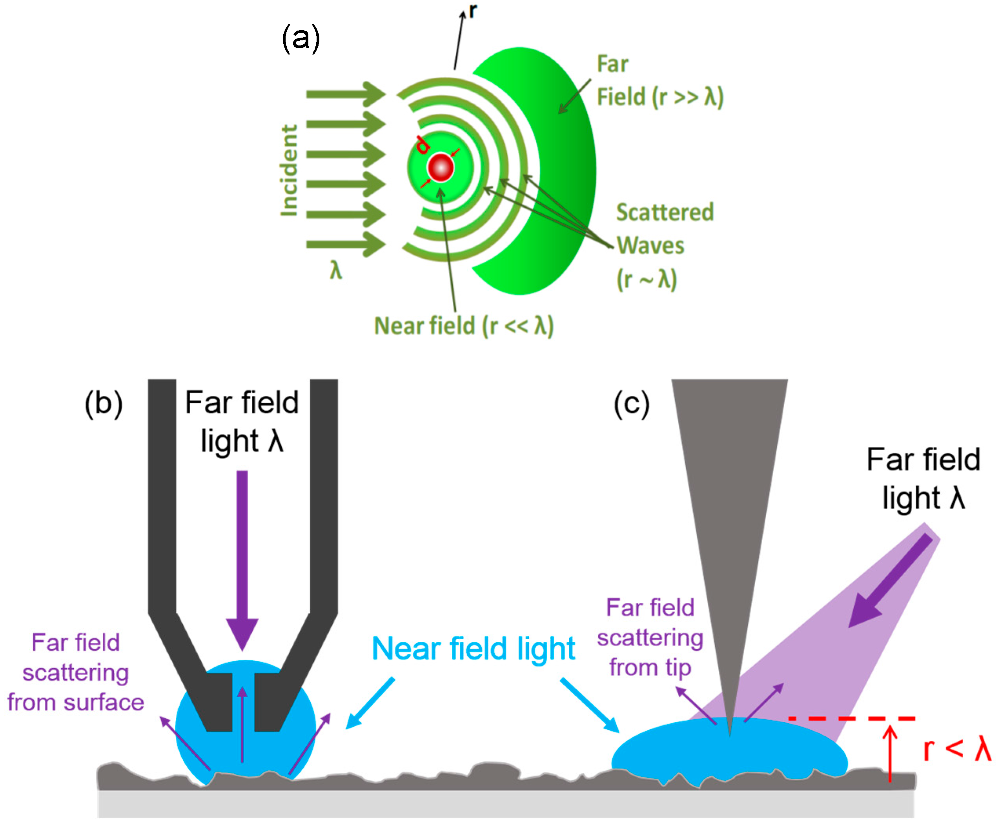 (a)
r
Far
Field (r >> λ)
Incident
d
λ
Scattered
Waves
(r ~ λ)
Near field (r << λ)
(b)
Far field
light λ
Far field
scattering
from surface
Near field light
(c)
Far field
light λ
Far field
scattering
from tip
r < λ